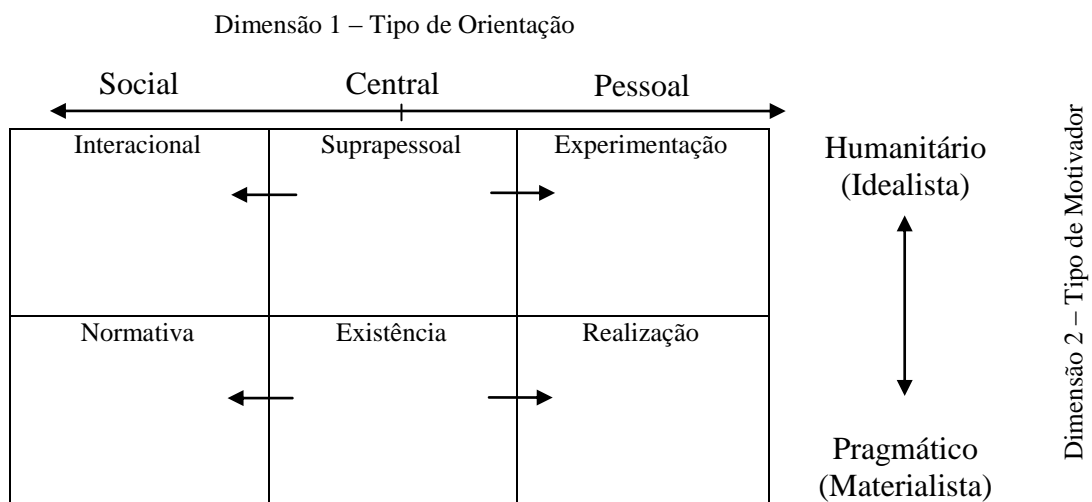 Dimensão 1 – Tipo de Orientação
Social Central Pessoal
Interacional Suprapessoal Experimentação
Humanitário
(Idealista)
Normativa Existência Realização
Pragmático
(Materialista)
Dimensão 2 – Tipo de Motivador